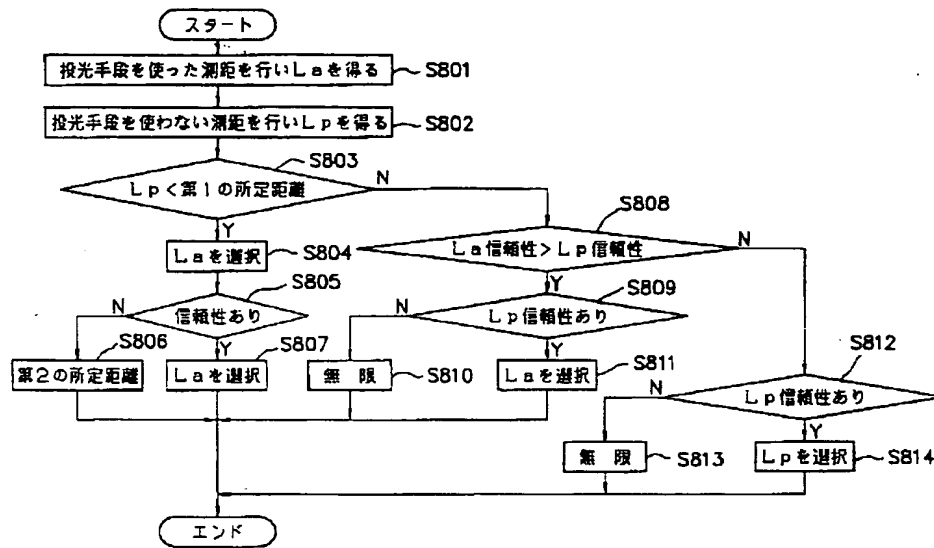 スタート
投光手段を使った測距を行いLaを得る
S801
投光手段を使わない測距を行いLpを得る
S802
S803
Lp<第1の所定距離
N
Y
S808
La信頼性>Lp信頼性
N
Y
Laを選択
S804
S805
信頼性あり
N
Y
S809
Lp信頼性あり
N
Y
S806
第2の所定距離
S807
Laを選択
無限
S810
Laを選択
S811
S812
Lp信頼性あり
N
Y
無限
S813
Lpを選択
S814
エンド